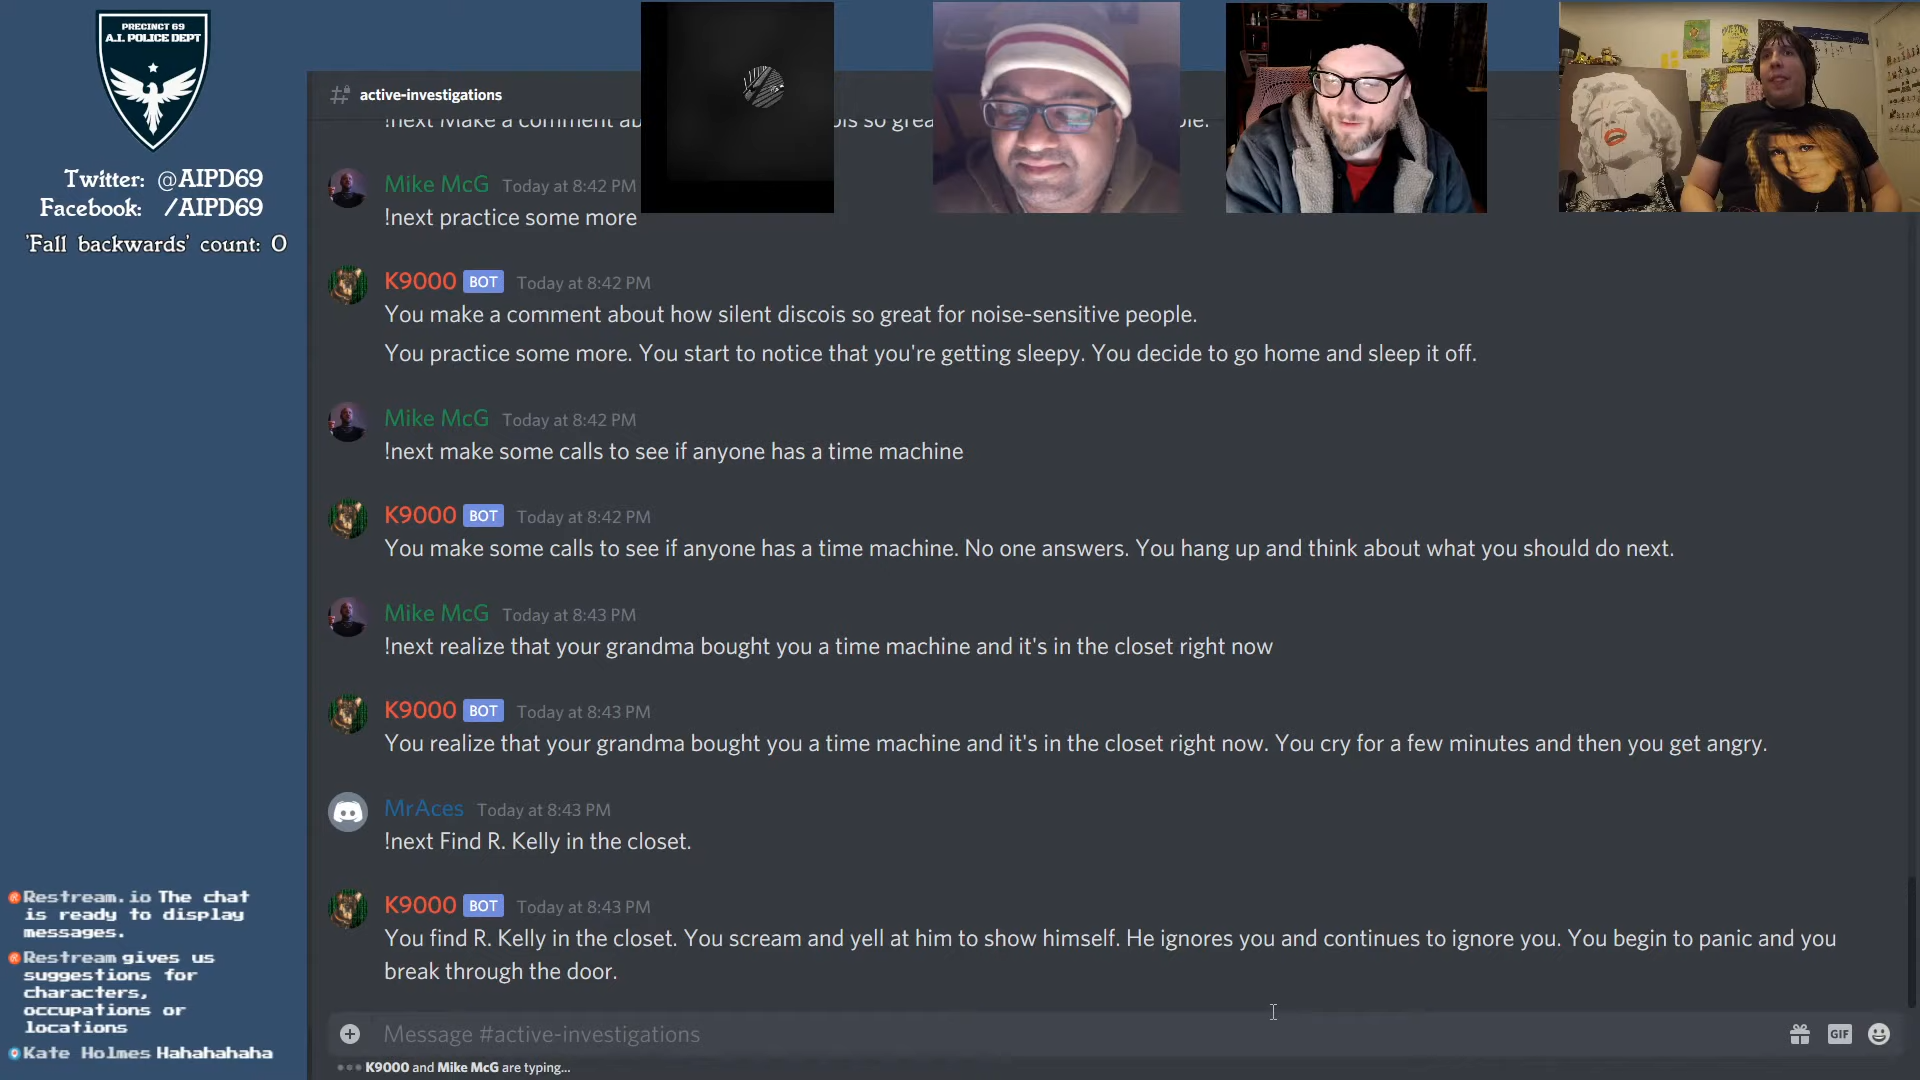 PRECINCT 69
A.I. POLICE DEPT
Twitter: @AIPD69
Facebook: /AIPD69
'Fall backwards' count: 0
active-investigations
Mike McG Today at 8:42 PM
!next practice some more
K9000 BOT Today at 8:42 PM
You make a comment about how silent discois so great for noise-sensitive people.
You practice some more. You start to notice that you're getting sleepy. You decide to go home and sleep it off.
Mike McG Today at 8:42 PM
!next make some calls to see if anyone has a time machine
K9000 BOT Today at 8:42 PM
You make some calls to see if anyone has a time machine. No one answers. You hang up and think about what you should do next.
Mike McG Today at 8:43 PM
!next realize that your grandma bought you a time machine and it's in the closet right now
K9000 BOT Today at 8:43 PM
You realize that your grandma bought you a time machine and it's in the closet right now. You cry for a few minutes and then you get angry.
MrAces Today at 8:43 PM
!next Find R. Kelly in the closet.
K9000 BOT Today at 8:43 PM
You find R. Kelly in the closet. You scream and yell at him to show himself. He ignores you and continues to ignore you. You begin to panic and you
break through the door.
Message #active-investigations
GIF
K9000 and Mike McG are typing...
Restream.io The chat
is ready to display
messages.
Restream gives us
suggestions for
characters,
occupations or
locations
Kate Holmes Hahahahaha